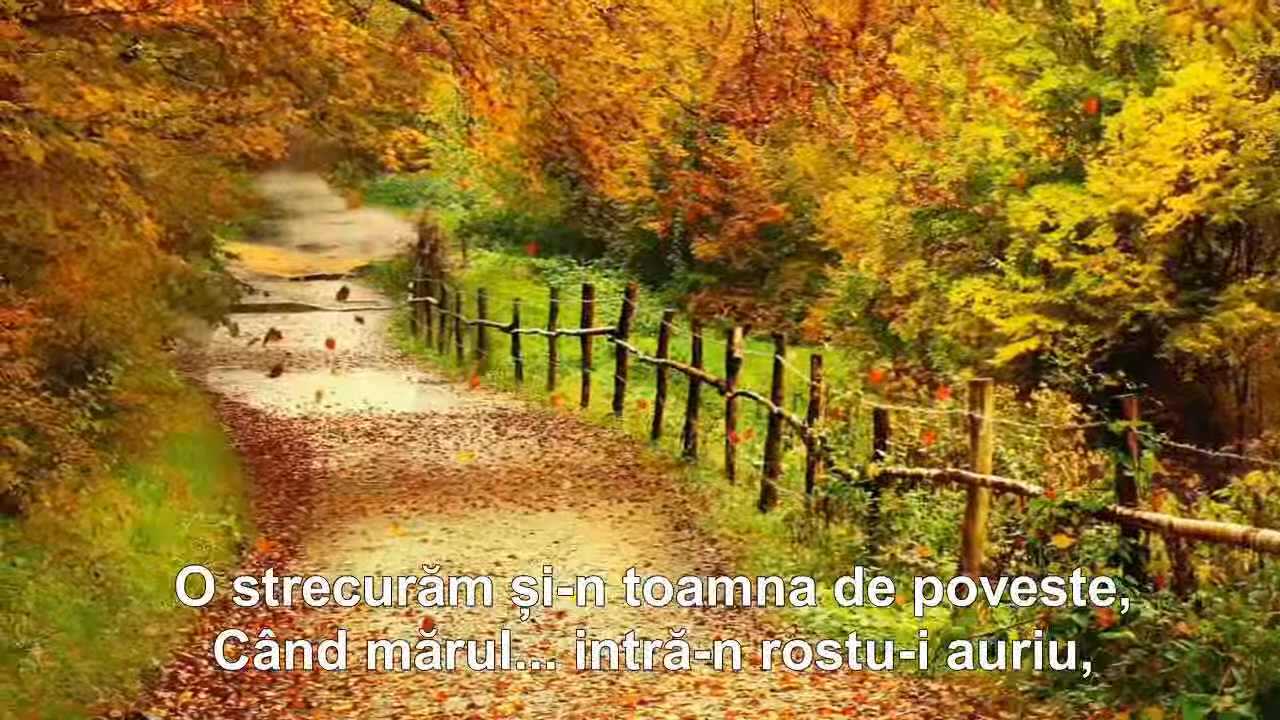 O strecurăm și-n toamna de poveste,
Când mărul... intră-n rostu-i auriu,